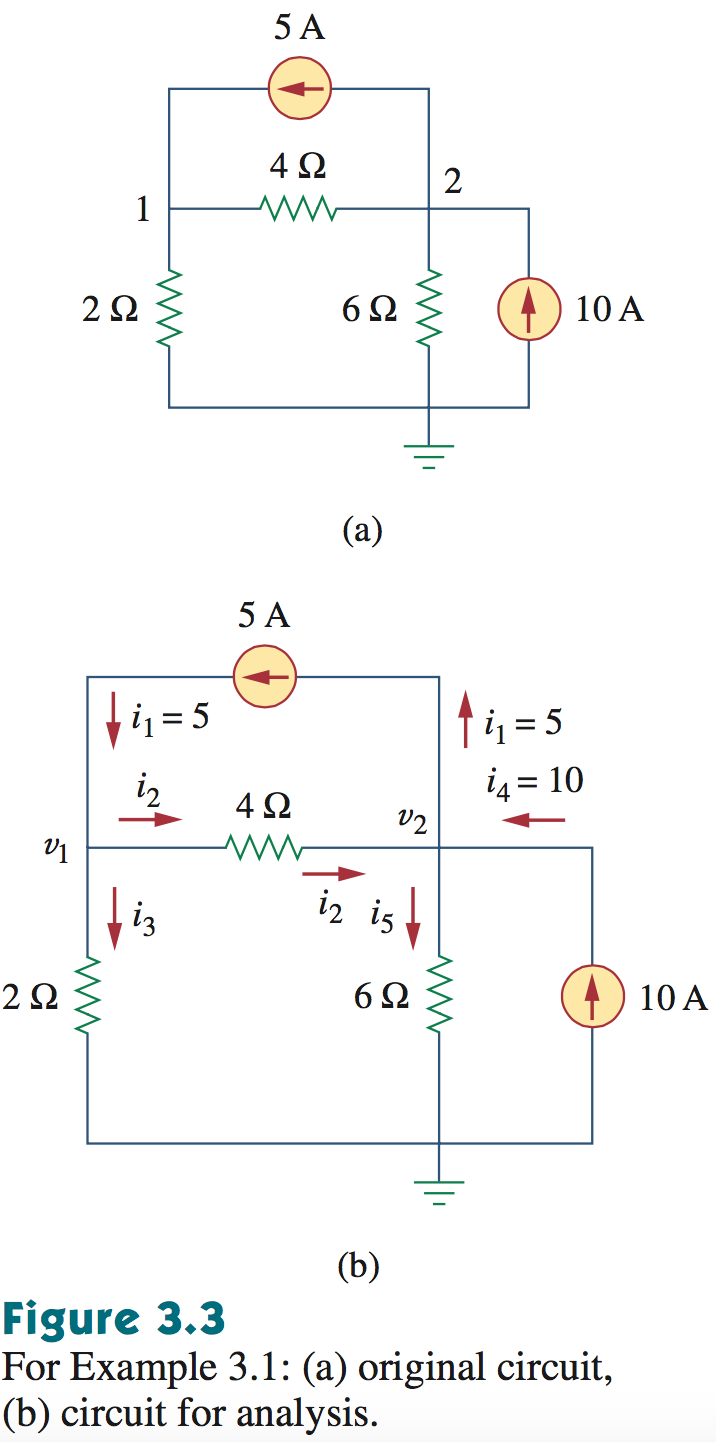 5 A
4 Ω
2
1
2 Ω
6 Ω
10 A
(a)
5 A
i₁ = 5
i₁ = 5
i₂
4 Ω
v₂
i₄ = 10
v₁
i₃
i₂
i₅
2 Ω
6 Ω
10 A
(b)
Figure 3.3
For Example 3.1: (a) original circuit,
(b) circuit for analysis.